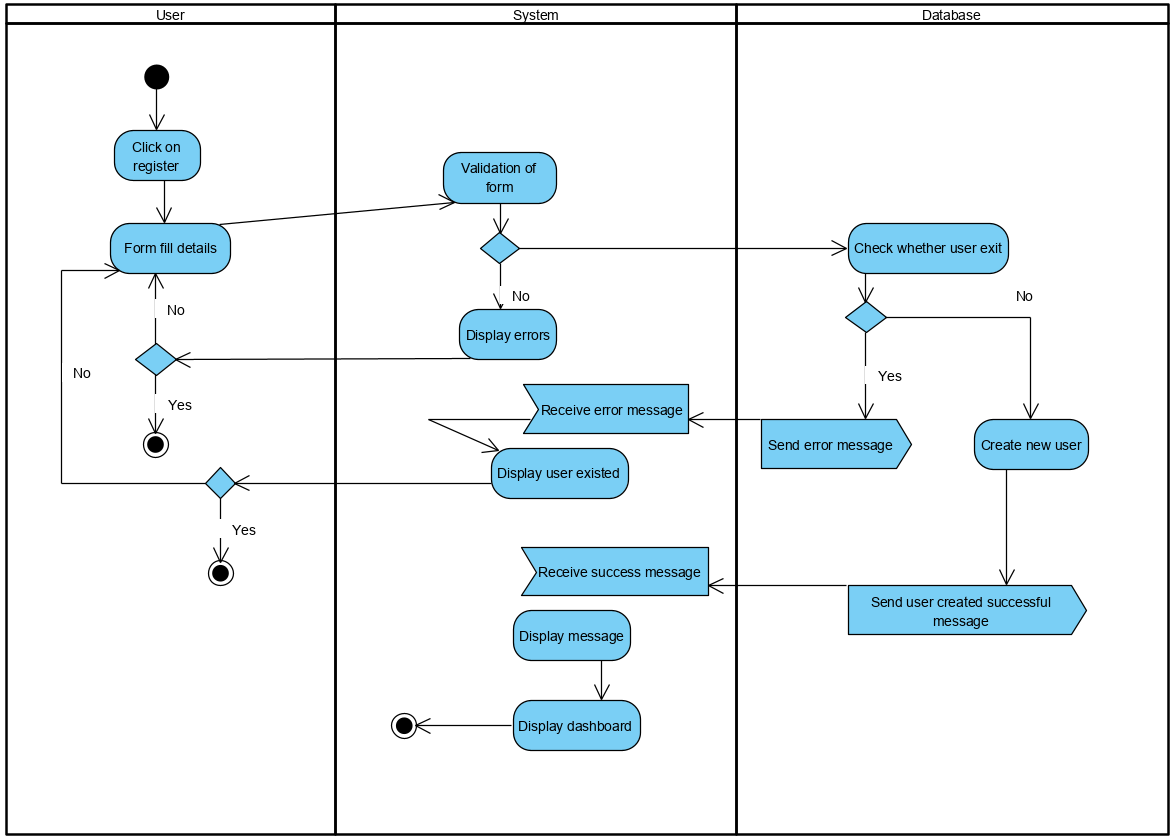 User
System
Database
Click on
register
Validation of
form
Form fill details
Check whether user exit
No
No
No
Display errors
No
Yes
Yes
Receive error message
Send error message
Create new user
Display user existed
Yes
Receive success message
Send user created successful
message
Display message
Display dashboard